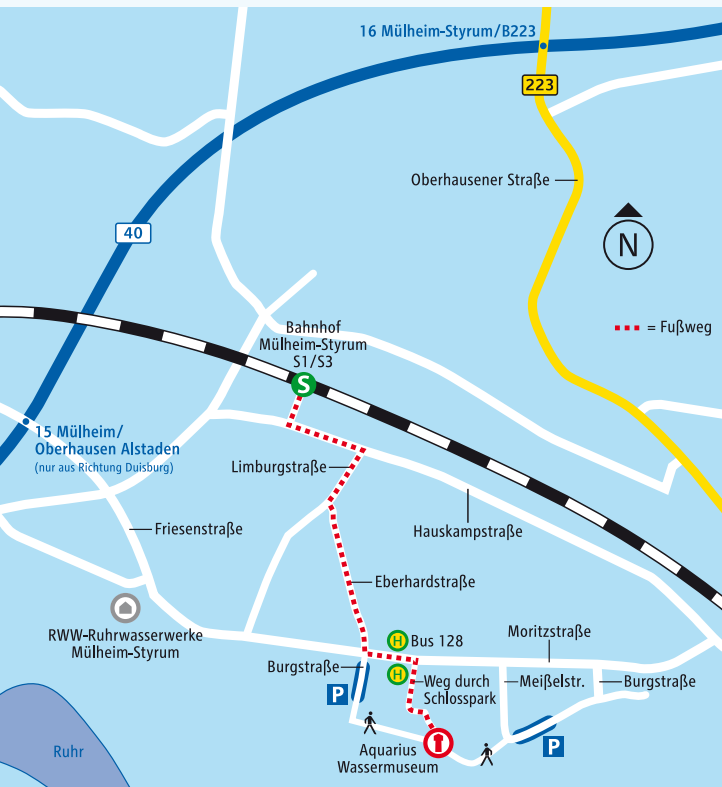 16 Mülheim-Styrum/B223
223
Oberhausener Straße
40
N
Bahnhof
Mülheim-Styrum
S1/S3
= Fußweg
S
15 Mülheim/
Oberhausen Alstaden
(nur aus Richtung Duisburg)
Limburgstraße
Friesenstraße
Hauskampstraße
Eberhardstraße
RWW-Ruhrwasserwerke
Mülheim-Styrum
H Bus 128
Moritzstraße
Burgstraße
H
Weg durch
Schlosspark
Meißelstr.
Burgstraße
P
P
Ruhr
Aquarius
Wassermuseum